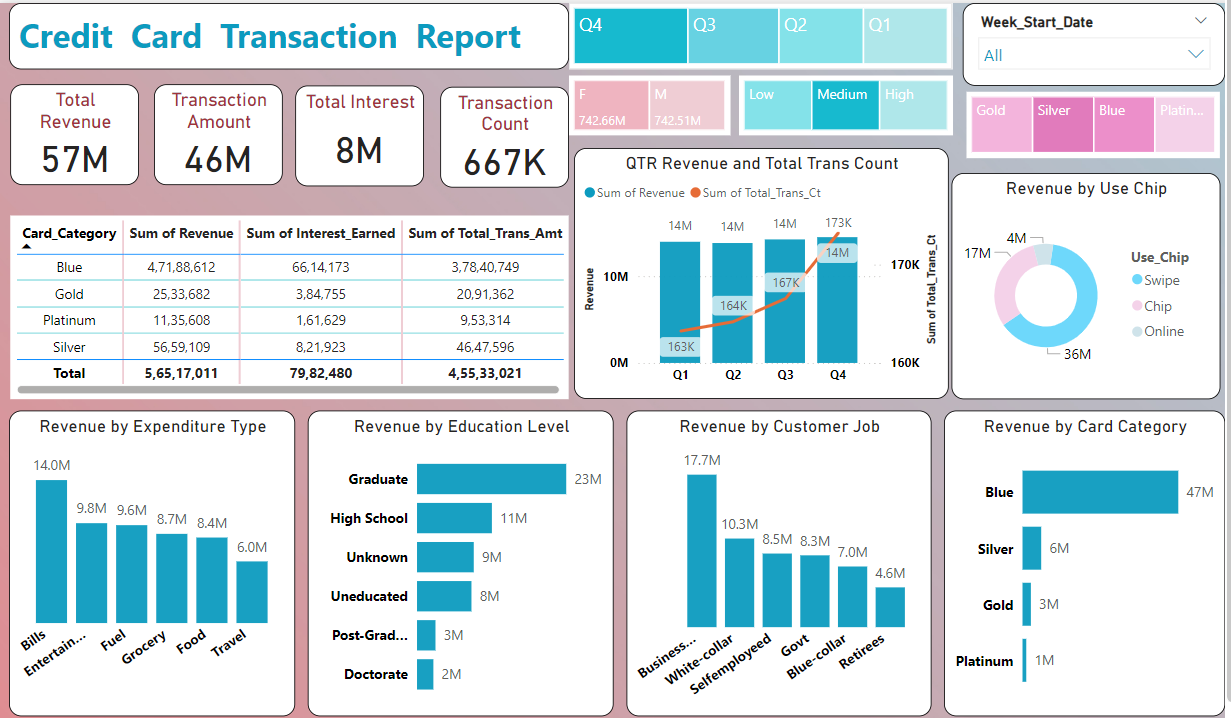 Credit Card Transaction Report
Q4 Q3 Q2 Q1
Week_Start_Date
All
F M
742.66M 742.51M
Low Medium High
Gold Silver Blue Platin...
Total Revenue
57M
Transaction Amount
46M
Total Interest
8M
Transaction Count
667K
Card_Category Sum of Revenue Sum of Interest_Earned Sum of Total_Trans_Amt
Blue 4,71,88,612 66,14,173 3,78,40,749
Gold 25,33,682 3,84,755 20,91,362
Platinum 11,35,608 1,61,629 9,53,314
Silver 56,59,109 8,21,923 46,47,596
Total 5,65,17,011 79,82,480 4,55,33,021
QTR Revenue and Total Trans Count
Sum of Revenue Sum of Total_Trans_Ct
14M 14M 14M 173K
14M
167K
164K
163K
Revenue
10M
0M
170K
160K
Sum of Total_Trans_Ct
Q1 Q2 Q3 Q4
Revenue by Use Chip
4M
17M
36M
Use_Chip
Swipe
Chip
Online
Revenue by Expenditure Type
14.0M
9.8M 9.6M 8.7M 8.4M 6.0M
Bills Entertain... Fuel Grocery Food Travel
Revenue by Education Level
Graduate 23M
High School 11M
Unknown 9M
Uneducated 8M
Post-Grad... 3M
Doctorate 2M
Revenue by Customer Job
17.7M
10.3M 8.5M 8.3M 7.0M 4.6M
Business... White-collar Selfemployeed Govt Blue-collar Retirees
Revenue by Card Category
Blue 47M
Silver 6M
Gold 3M
Platinum 1M